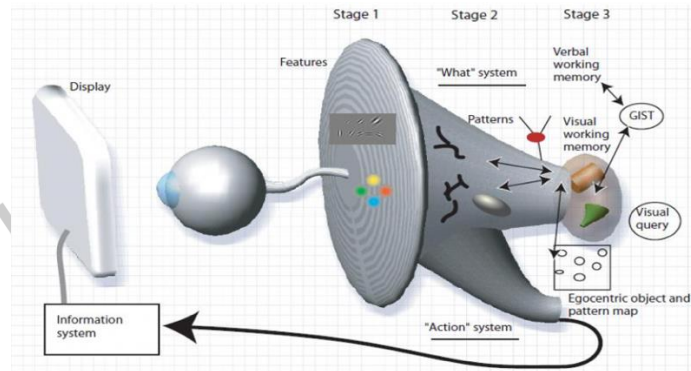 Stage 1
Stage 2
Stage 3
Features
"What" system
Verbal
working
memory
Display
Patterns
Visual
working
memory
GIST
Visual
query
Egocentric object and
pattern map
Information
system
"Action" system